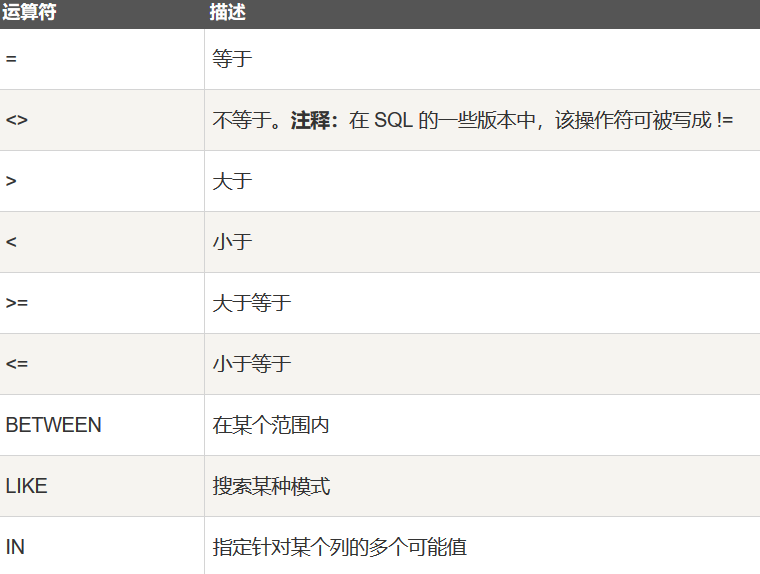 运算符 描述
= 等于
<> 不等于。注释：在 SQL 的一些版本中，该操作符可被写成 !=
> 大于
< 小于
>= 大于等于
<= 小于等于
BETWEEN 在某个范围内
LIKE 搜索某种模式
IN 指定针对某个列的多个可能值